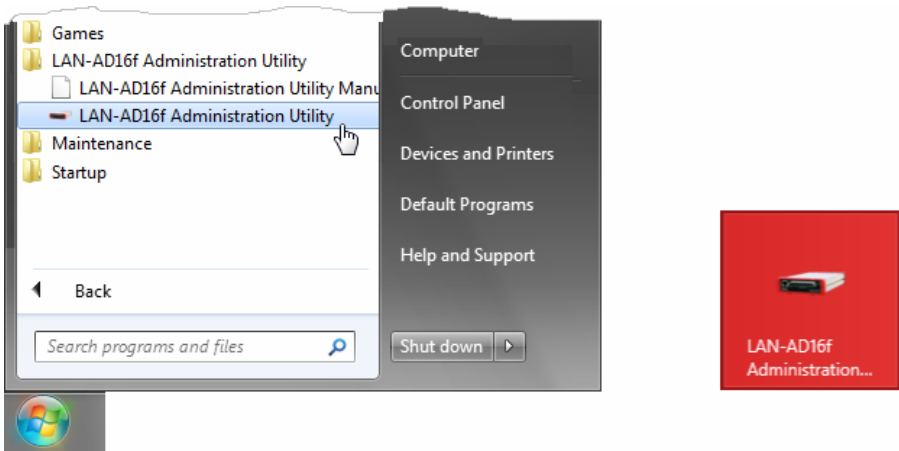 Games
LAN-AD16f Administration Utility
LAN-AD16f Administration Utility Manu
LAN-AD16f Administration Utility
Maintenance
Startup
Back
Search programs and files
Computer
Control Panel
Devices and Printers
Default Programs
Help and Support
Shut down
LAN-AD16f
Administration...